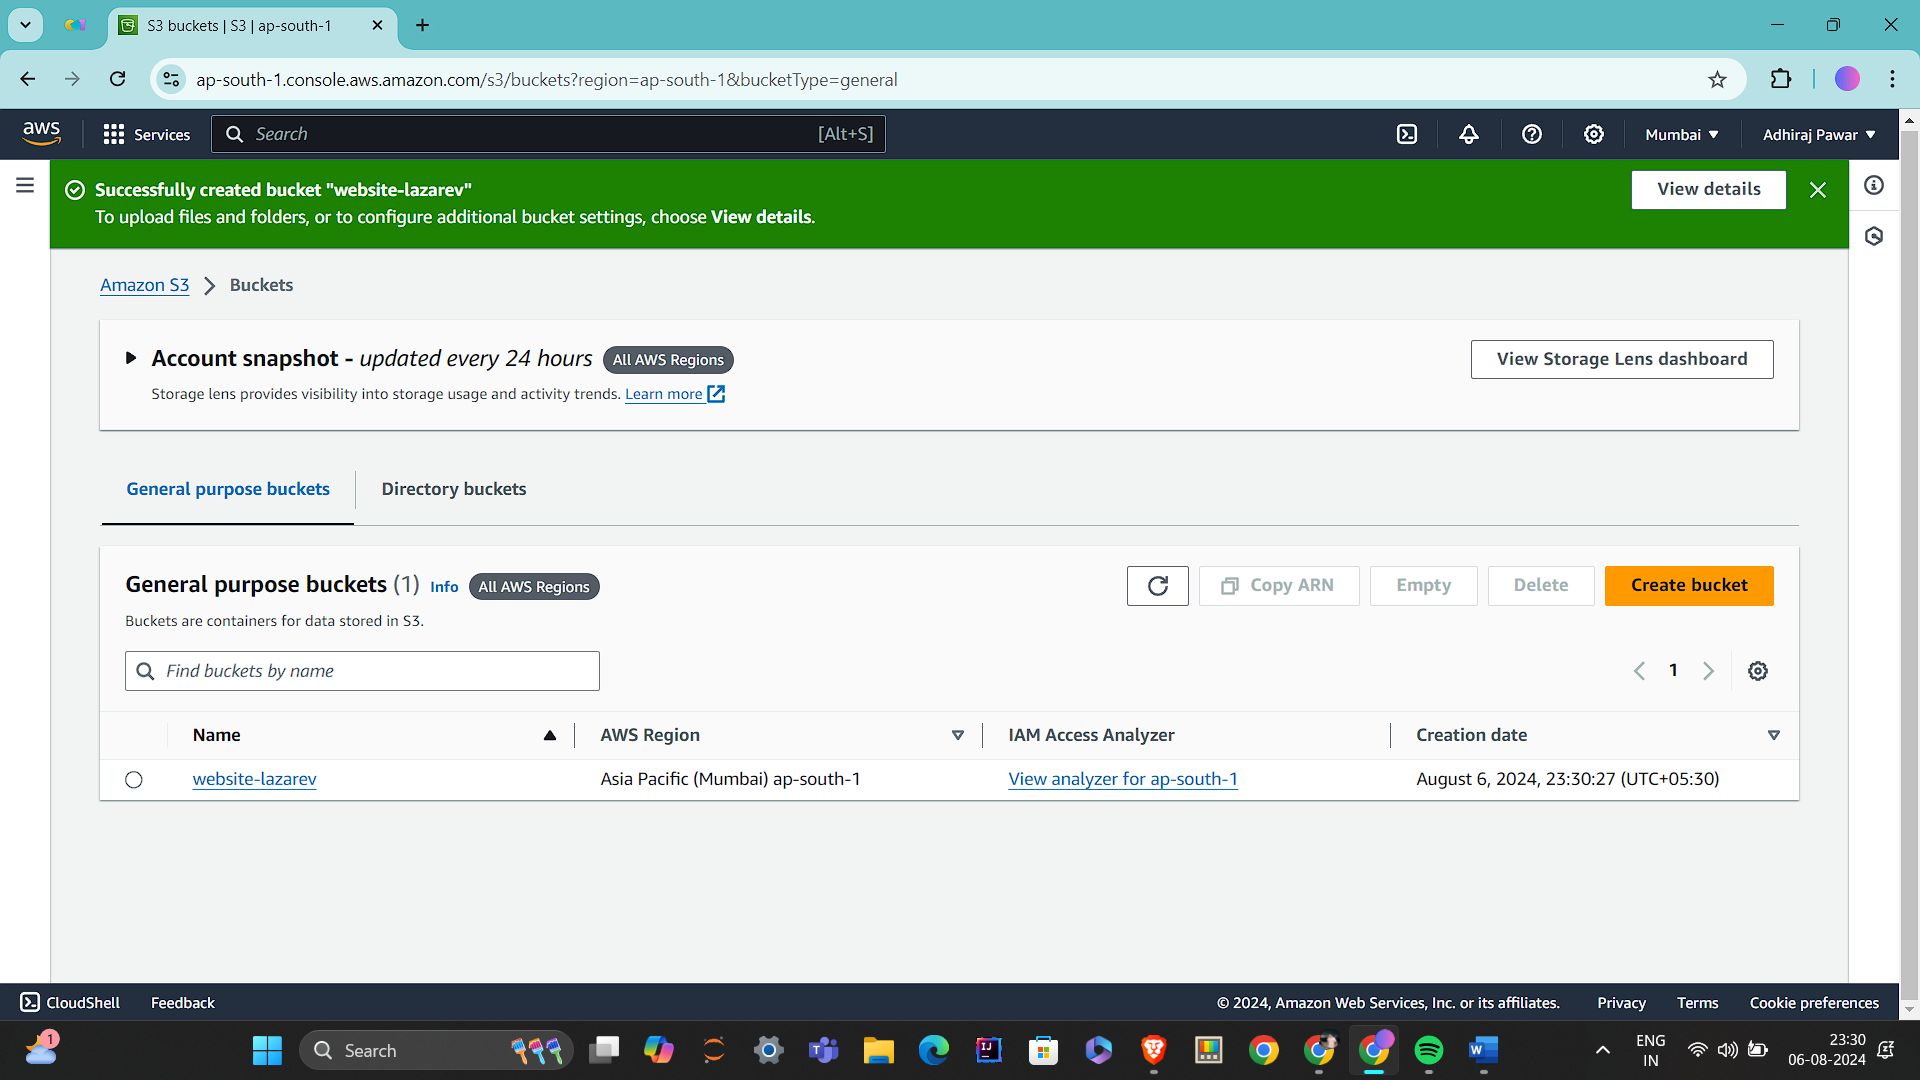 S3 buckets | S3 | ap-south-1
ap-south-1.console.aws.amazon.com/s3/buckets?region=ap-south-1&bucketType=general
aws
Services
Search
[Alt+S]
Mumbai
Adhiraj Pawar
Successfully created bucket "website-lazarev"
To upload files and folders, or to configure additional bucket settings, choose View details.
View details
Amazon S3
Buckets
Account snapshot - updated every 24 hours
All AWS Regions
Storage lens provides visibility into storage usage and activity trends. Learn more
View Storage Lens dashboard
General purpose buckets
Directory buckets
General purpose buckets (1)
Info
All AWS Regions
Buckets are containers for data stored in S3.
Copy ARN
Empty
Delete
Create bucket
Find buckets by name
1
Name
AWS Region
IAM Access Analyzer
Creation date
website-lazarev
Asia Pacific (Mumbai) ap-south-1
View analyzer for ap-south-1
August 6, 2024, 23:30:27 (UTC+05:30)
CloudShell
Feedback
© 2024, Amazon Web Services, Inc. or its affiliates.
Privacy
Terms
Cookie preferences
1
Search
ENG
IN
23:30
06-08-2024